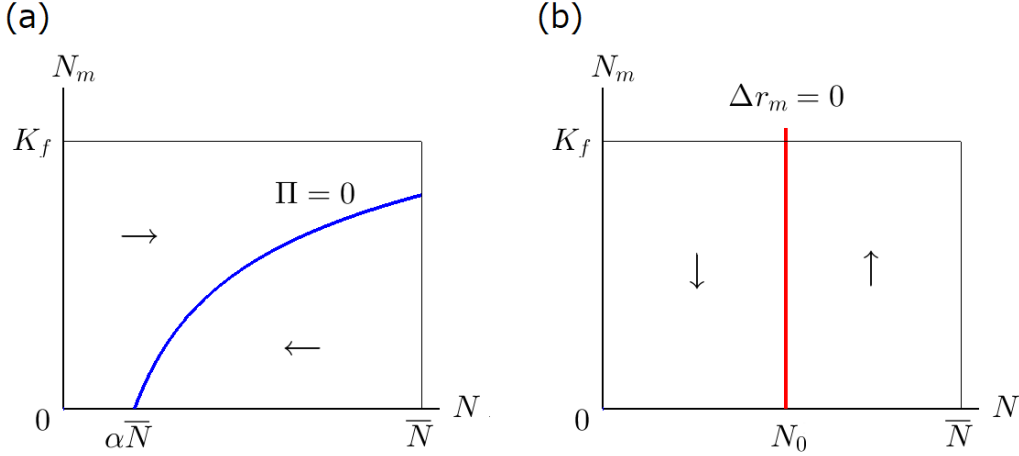 (a)
N_m
K_f
Π = 0
→
←
0
αN̅
N̅
N
(b)
N_m
Δr_m = 0
K_f
↓
↑
0
N_0
N̅
N